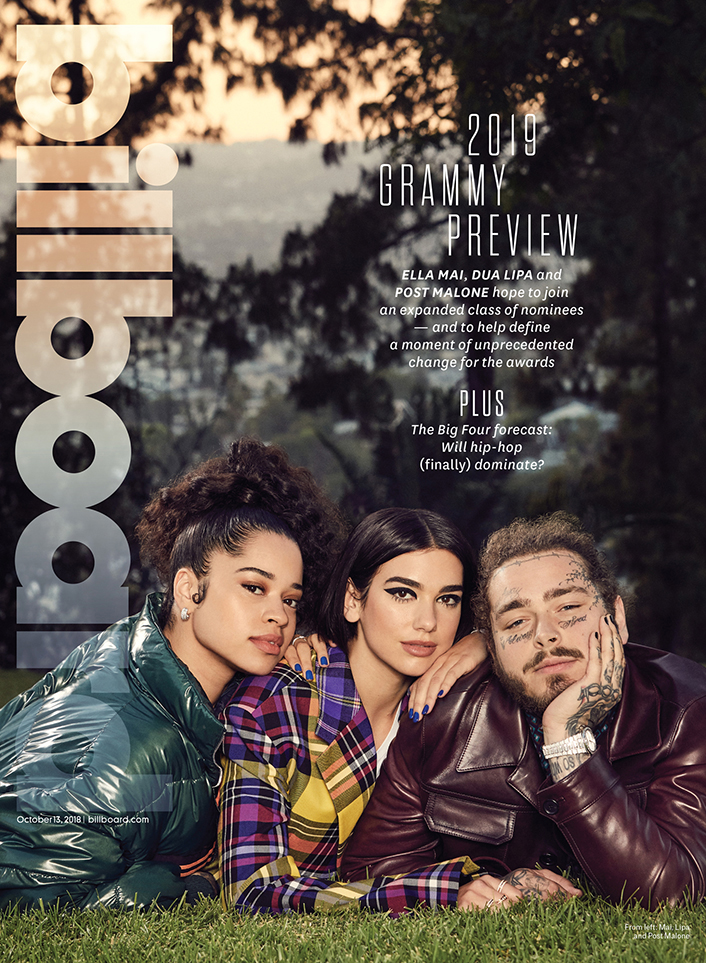 billboard
2019
GRAMMY
PREVIEW
ELLA MAI, DUA LIPA and
POST MALONE hope to join
an expanded class of nominees
— and to help define
a moment of unprecedented
change for the awards
PLUS
The Big Four forecast:
Will hip-hop
(finally) dominate?
October 13, 2018 | billboard.com
From left: Mai, Lipa
and Post Malone